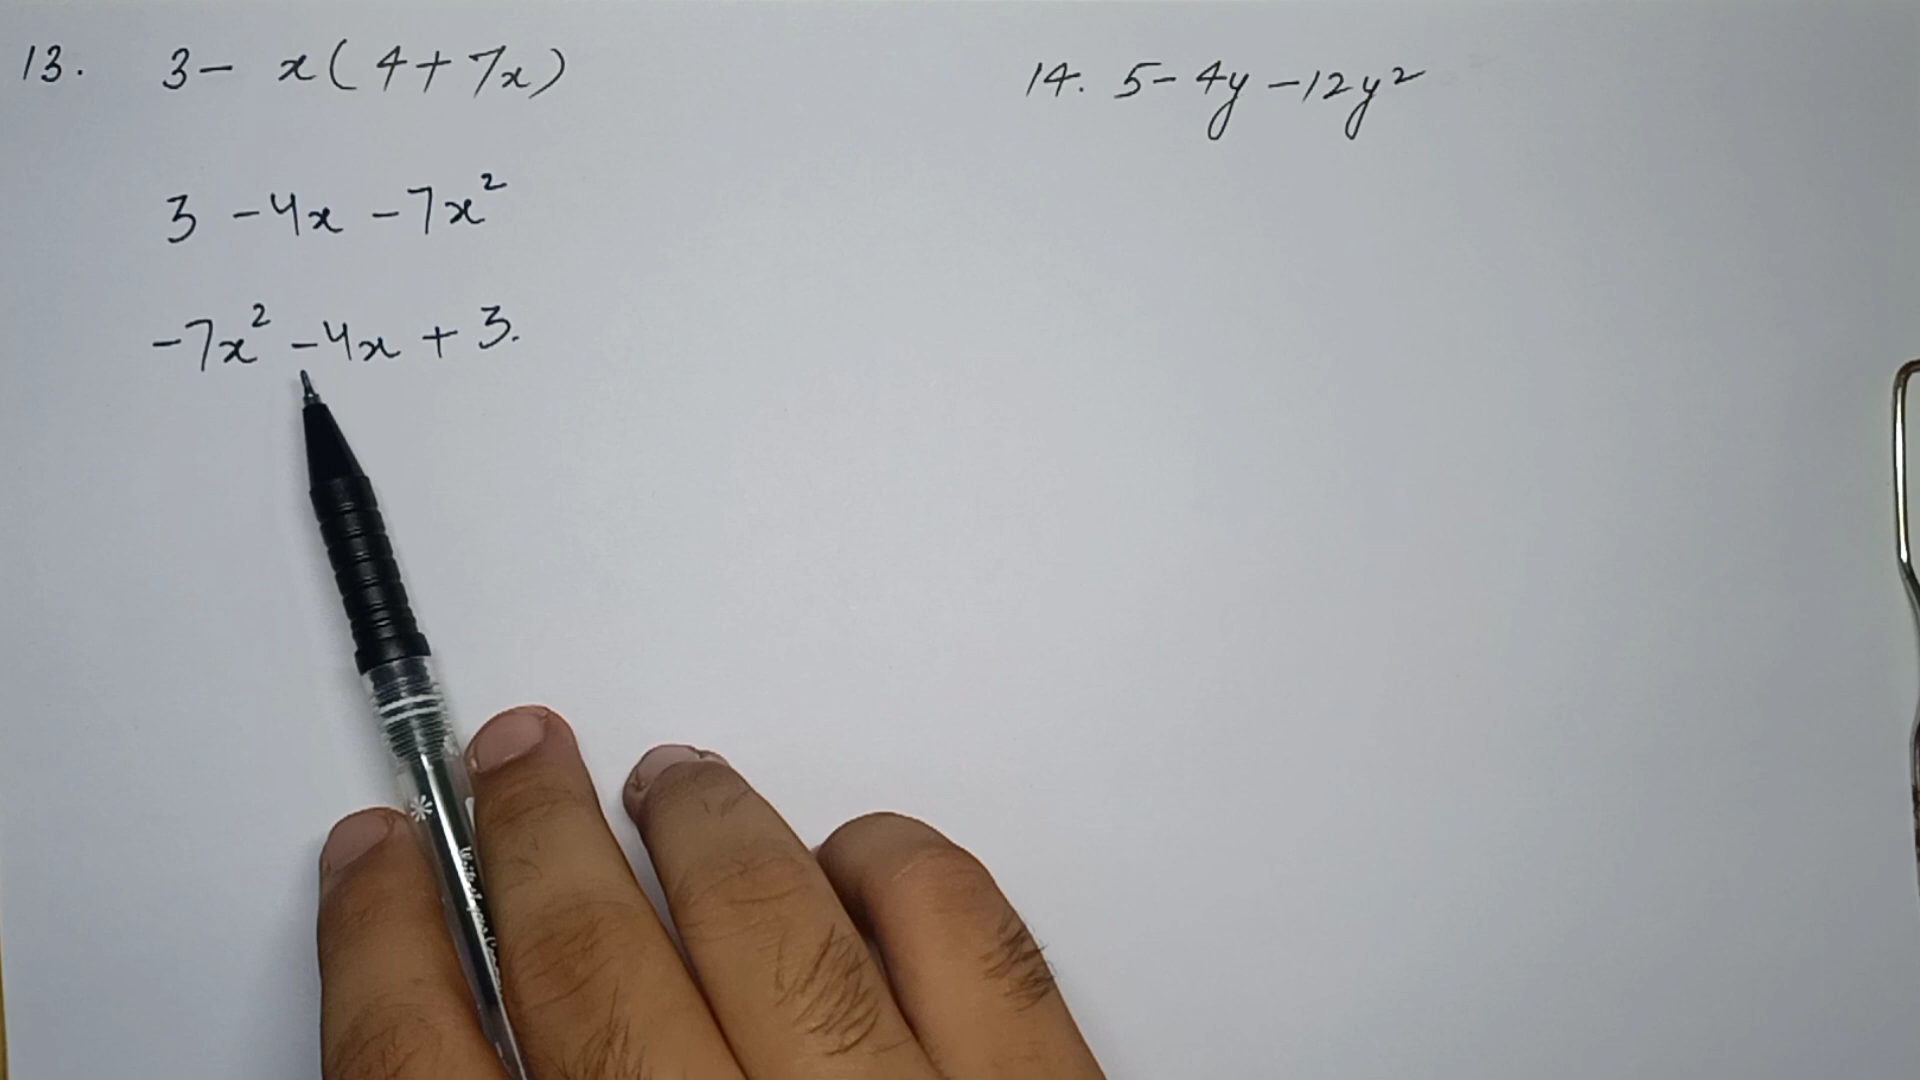 13. 3 - x(4+7x)
14. 5-4y-12y²
3 -4x -7x²
-7x² -4x + 3.